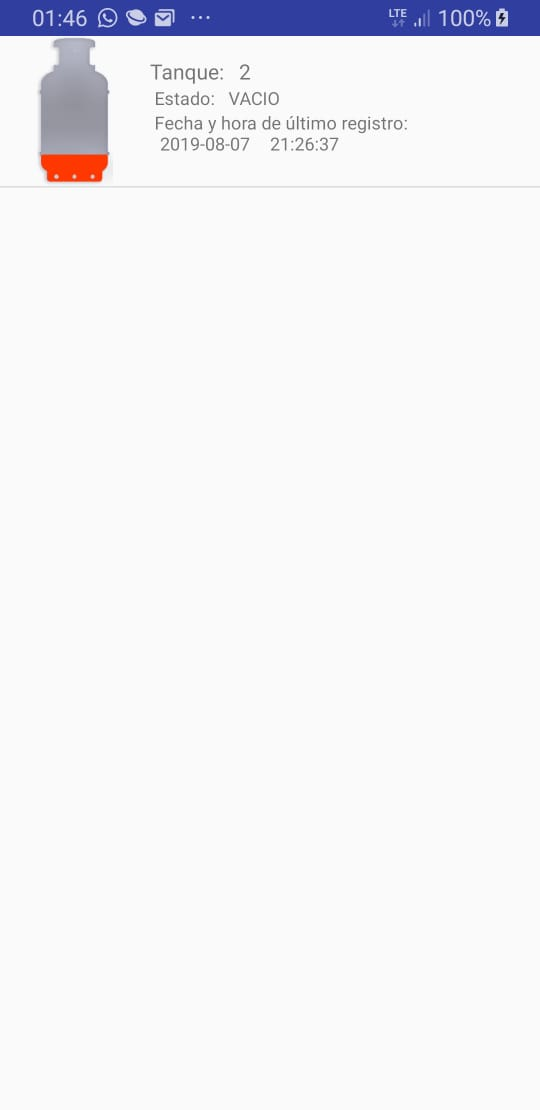 01:46 LTE 100%
Tanque: 2
Estado: VACIO
Fecha y hora de último registro:
2019-08-07 21:26:37